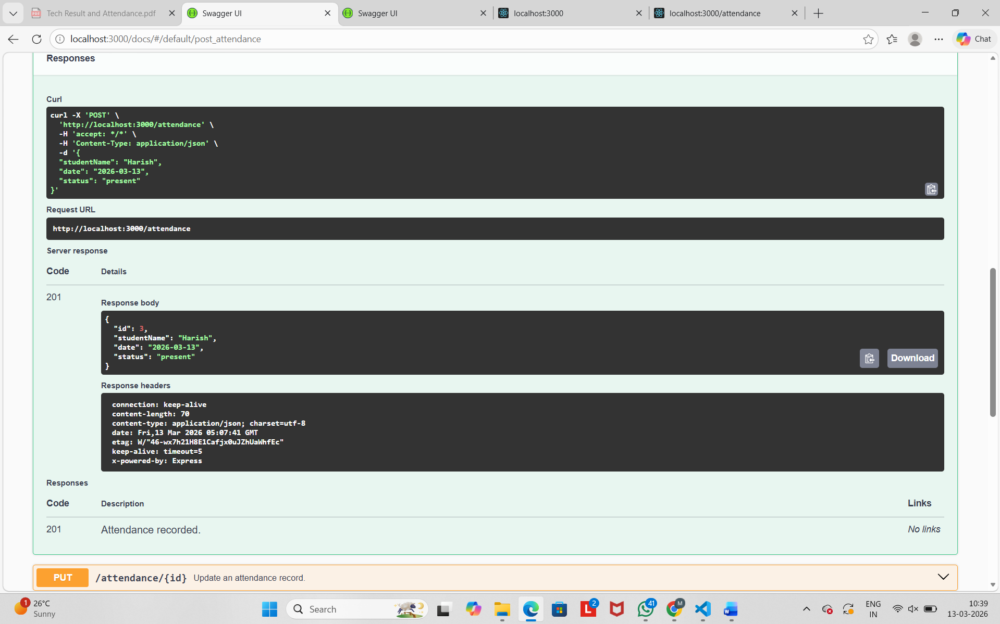 Tech Result and Attendance.pdf
Swagger UI
Swagger UI
localhost:3000
localhost:3000/attendance
localhost:3000/docs/#/default/post_attendance
Chat
Responses
Curl
curl -X 'POST' \
'http://localhost:3000/attendance' \
-H 'accept: */*' \
-H 'Content-Type: application/json' \
-d '{
"studentName": "Harish",
"date": "2026-03-13",
"status": "present"
}'
Request URL
http://localhost:3000/attendance
Server response
Code Details
201
Response body
{
"id": 3,
"studentName": "Harish",
"date": "2026-03-13",
"status": "present"
}
Download
Response headers
connection: keep-alive
content-length: 70
content-type: application/json; charset=utf-8
date: Fri,13 Mar 2026 05:07:41 GMT
etag: W/"46-wx7h21H8E1Cafjx0uJZhUaWhfEc"
keep-alive: timeout=5
x-powered-by: Express
Responses
Code Description Links
201 Attendance recorded. No links
PUT /attendance/{id} Update an attendance record.
1
26°C
Sunny
Search
L
2
41
M
W
ENG
IN
10:39
13-03-2026